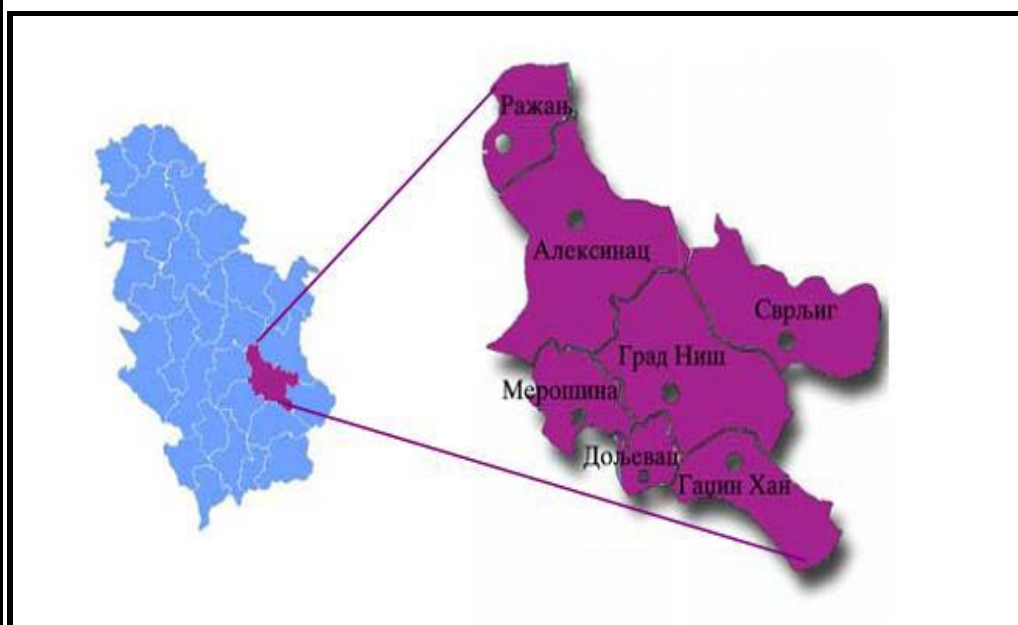 Ражањ
Алексинац
Сврљиг
Град Ниш
Мерошина
Дољевац
Гаџин Хан